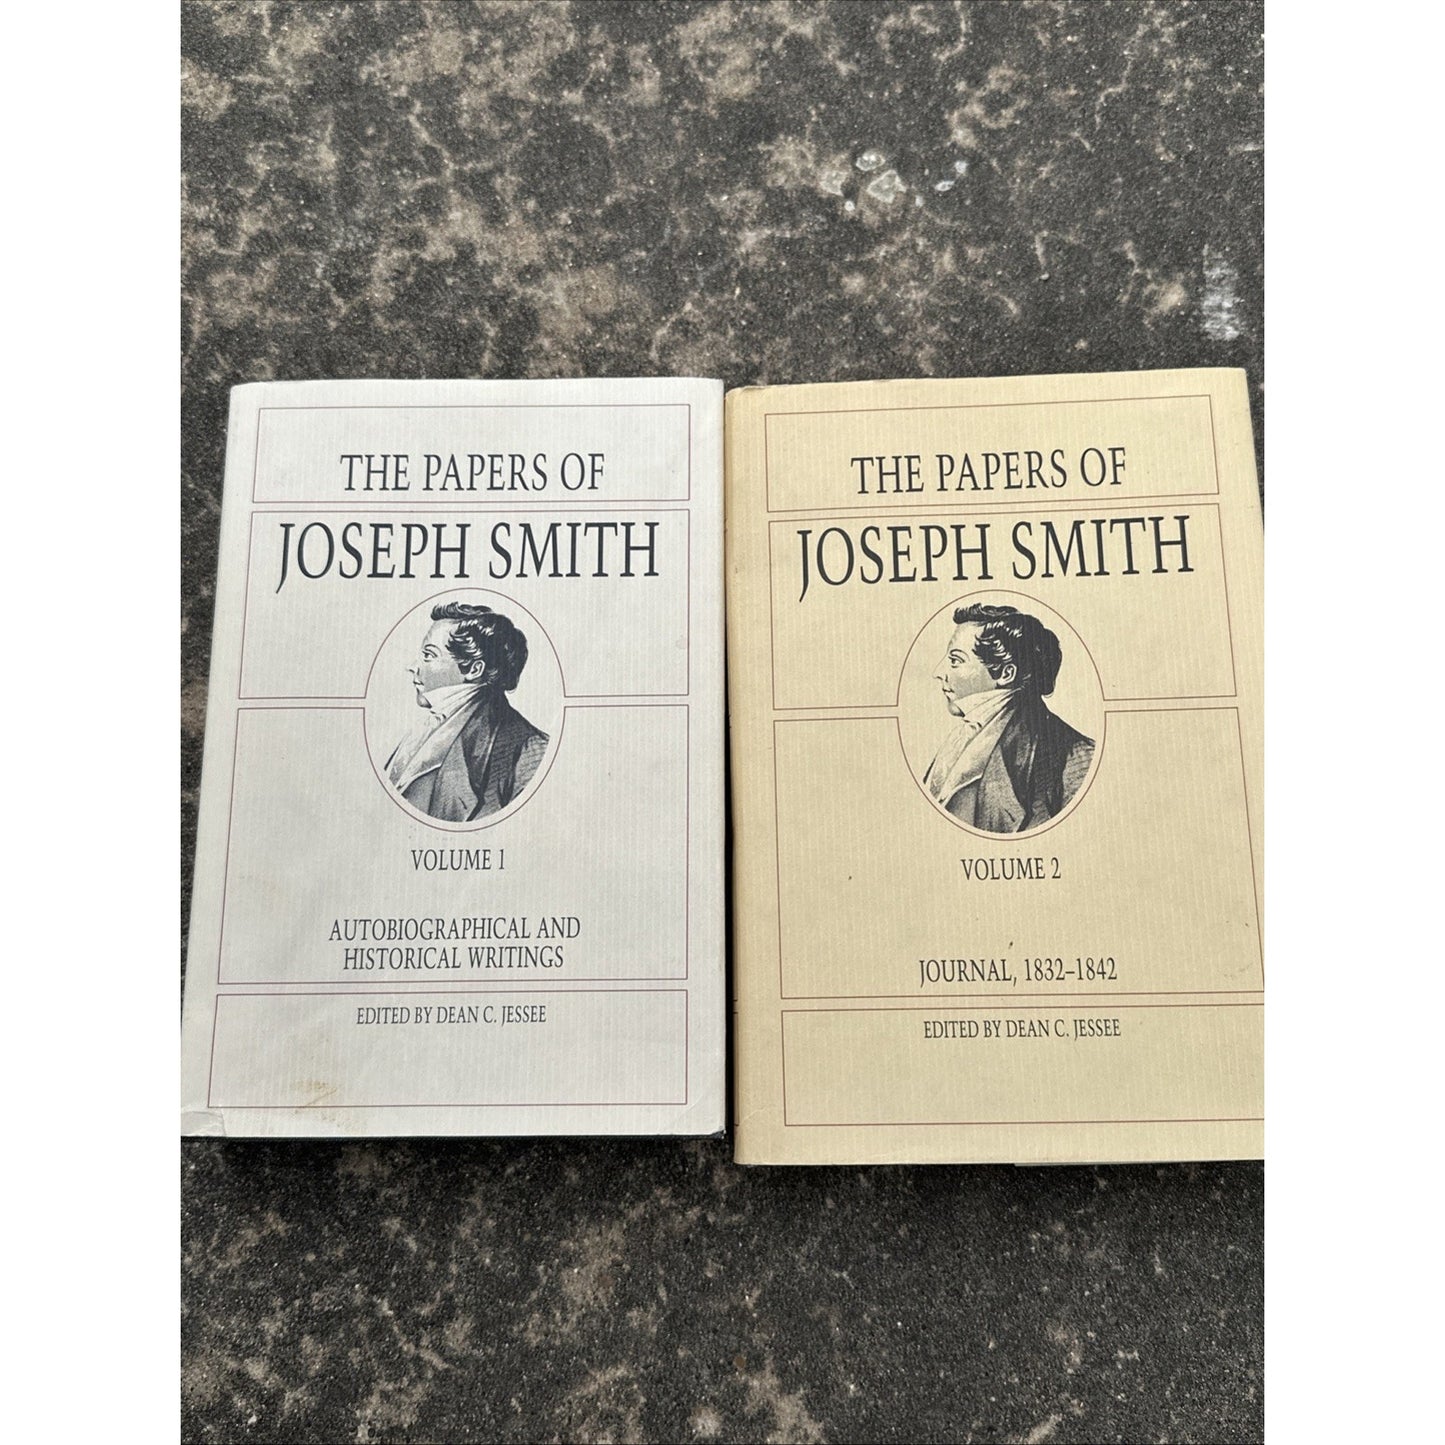 THE PAPERS OF
JOSEPH SMITH
VOLUME 1
AUTOBIOGRAPHICAL AND
HISTORICAL WRITINGS
EDITED BY DEAN C. JESSEE
THE PAPERS OF
JOSEPH SMITH
VOLUME 2
JOURNAL, 1832–1842
EDITED BY DEAN C. JESSEE